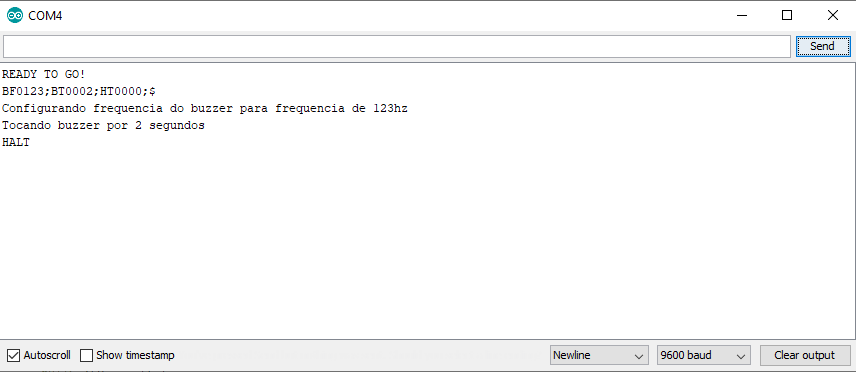 COM4
Send
READY TO GO!
BF0123;BT0002;HT0000;$
Configurando frequencia do buzzer para frequencia de 123hz
Tocando buzzer por 2 segundos
HALT
Autoscroll Show timestamp Newline 9600 baud Clear output